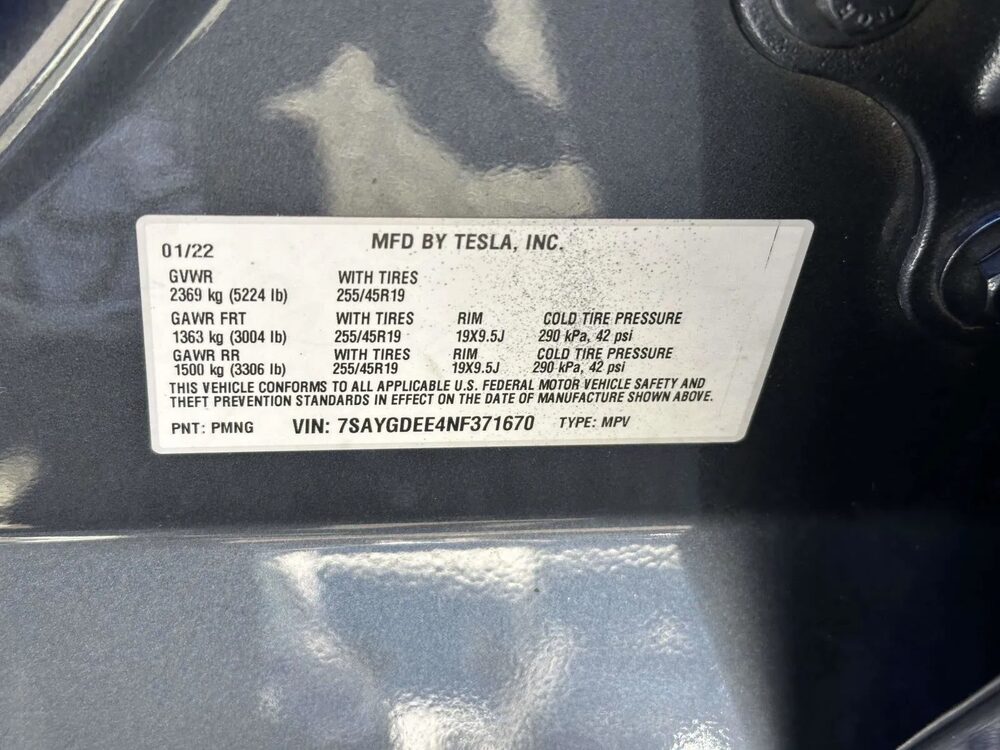 01/22 MFD BY TESLA, INC.
GVWR WITH TIRES
2369 kg (5224 lb) 255/45R19
GAWR FRT WITH TIRES RIM COLD TIRE PRESSURE
1363 kg (3004 lb) 255/45R19 19X9.5J 290 kPa, 42 psi
GAWR RR WITH TIRES RIM COLD TIRE PRESSURE
1500 kg (3306 lb) 255/45R19 19X9.5J 290 kPa, 42 psi
THIS VEHICLE CONFORMS TO ALL APPLICABLE U.S. FEDERAL MOTOR VEHICLE SAFETY AND
THEFT PREVENTION STANDARDS IN EFFECT ON THE DATE OF MANUFACTURE SHOWN ABOVE.
PNT: PMNG VIN: 7SAYGDEE4NF371670 TYPE: MPV